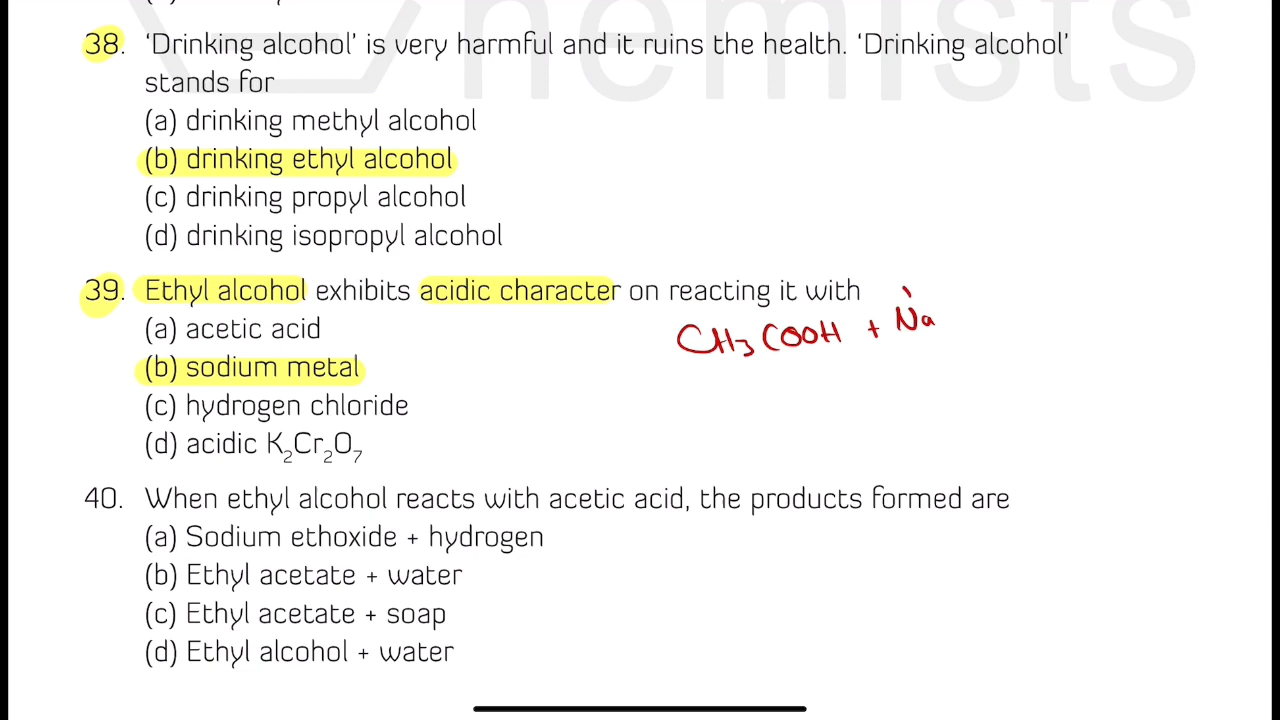 38. ‘Drinking alcohol’ is very harmful and it ruins the health. ‘Drinking alcohol’
stands for
(a) drinking methyl alcohol
(b) drinking ethyl alcohol
(c) drinking propyl alcohol
(d) drinking isopropyl alcohol
39. Ethyl alcohol exhibits acidic character on reacting it with
(a) acetic acid
CH₃COOH + Na
(b) sodium metal
(c) hydrogen chloride
(d) acidic K₂Cr₂O₇
40. When ethyl alcohol reacts with acetic acid, the products formed are
(a) Sodium ethoxide + hydrogen
(b) Ethyl acetate + water
(c) Ethyl acetate + soap
(d) Ethyl alcohol + water